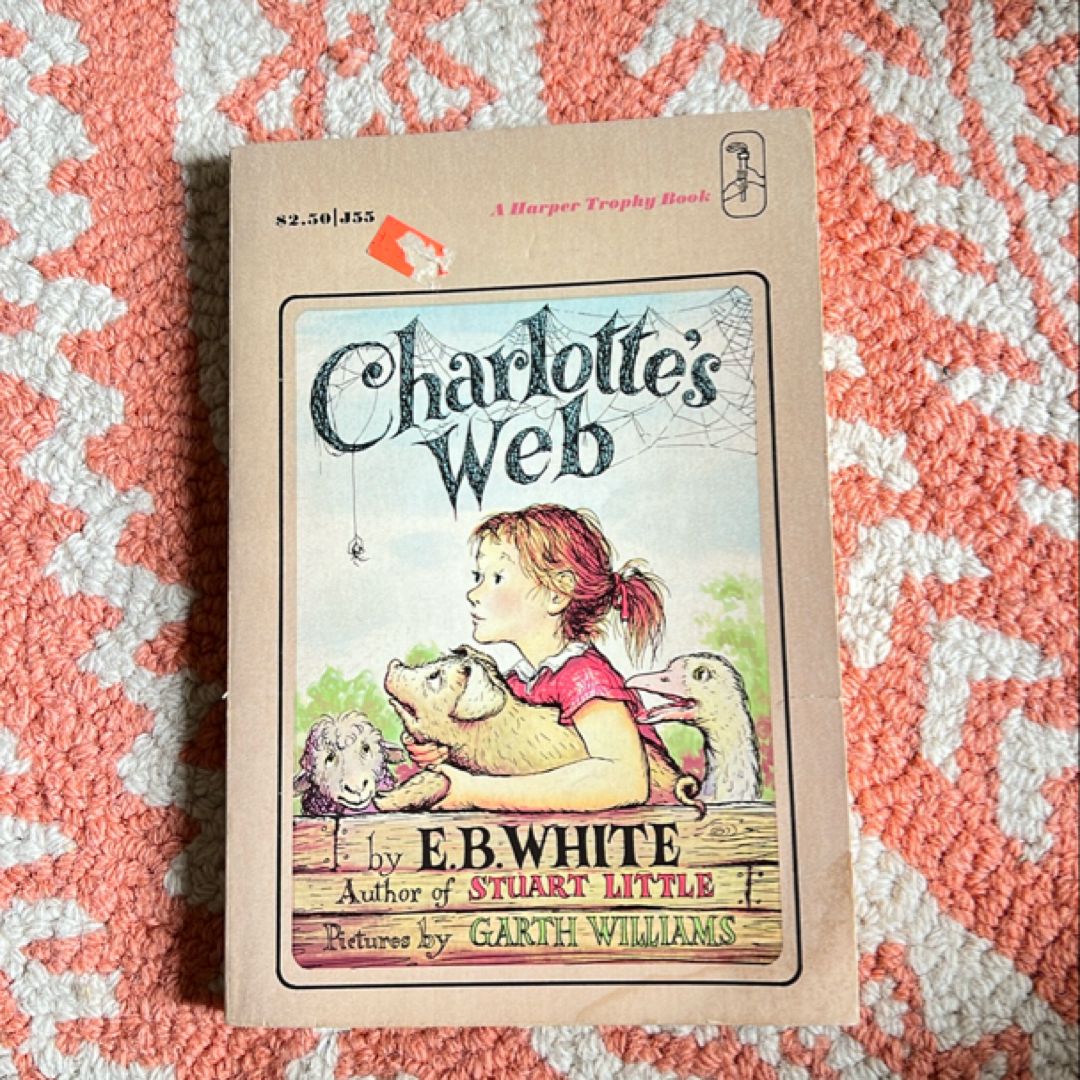 $2.50|J55
A Harper Trophy Book
Charlotte's
Web
by E.B.WHITE
Author of STUART LITTLE
Pictures by GARTH WILLIAMS